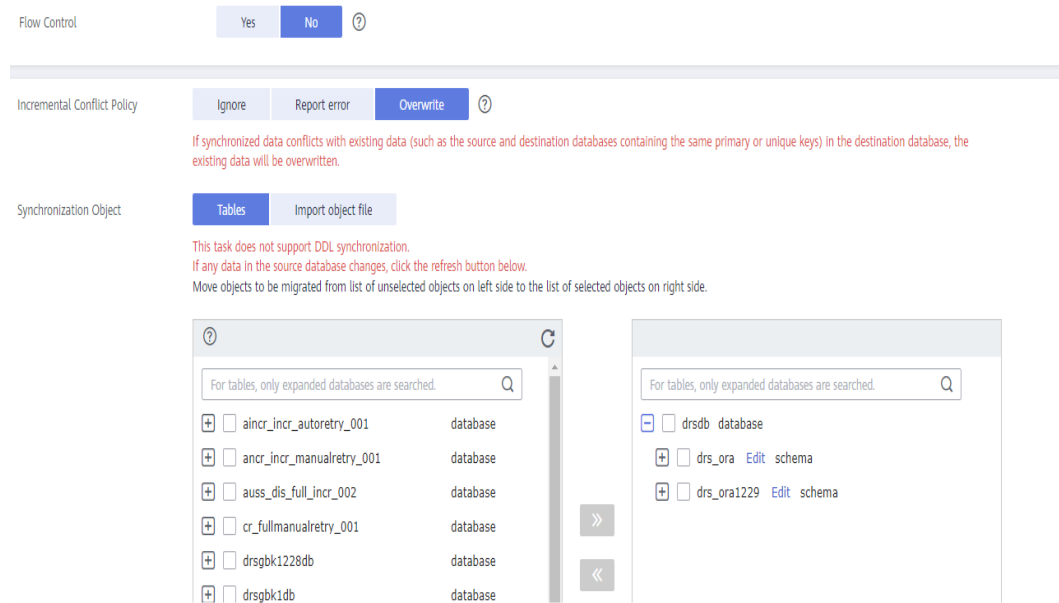 Flow Control Yes No ?
Incremental Conflict Policy Ignore Report error Overwrite ?
If synchronized data conflicts with existing data (such as the source and destination databases containing the same primary or unique keys) in the destination database, the
existing data will be overwritten.
Synchronization Object Tables Import object file
This task does not support DDL synchronization.
If any data in the source database changes, click the refresh button below.
Move objects to be migrated from list of unselected objects on left side to the list of selected objects on right side.
?
For tables, only expanded databases are searched.
aincr_incr_autoretry_001 database
ancr_incr_manualretry_001 database
auss_dis_full_incr_002 database
cr_fullmanualretry_001 database
drsgbk1228db database
drsgbk1db database
For tables, only expanded databases are searched.
drsdb database
drs_ora Edit schema
drs_ora1229 Edit schema